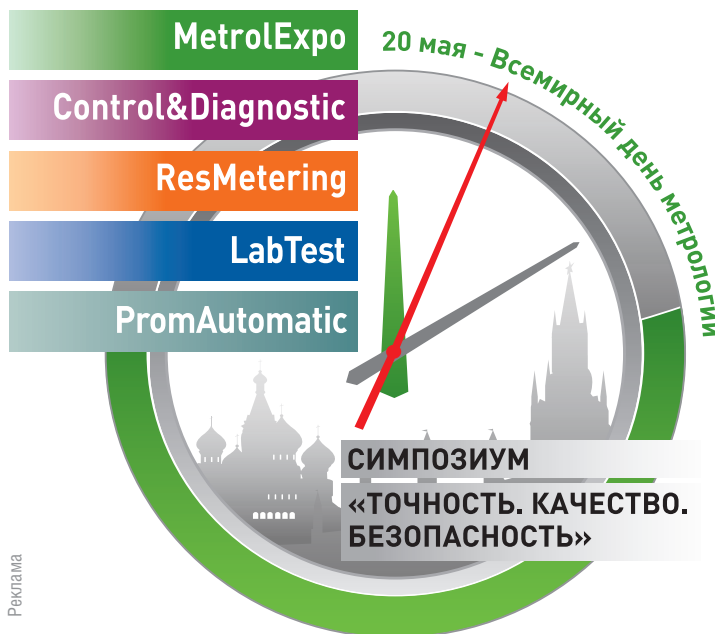 MetrolExpo
20 мая - Всемирный день метрологии
Control&Diagnostic
ResMetering
LabTest
PromAutomatic
СИМПОЗИУМ
«ТОЧНОСТЬ. КАЧЕСТВО.
БЕЗОПАСНОСТЬ»
Реклама